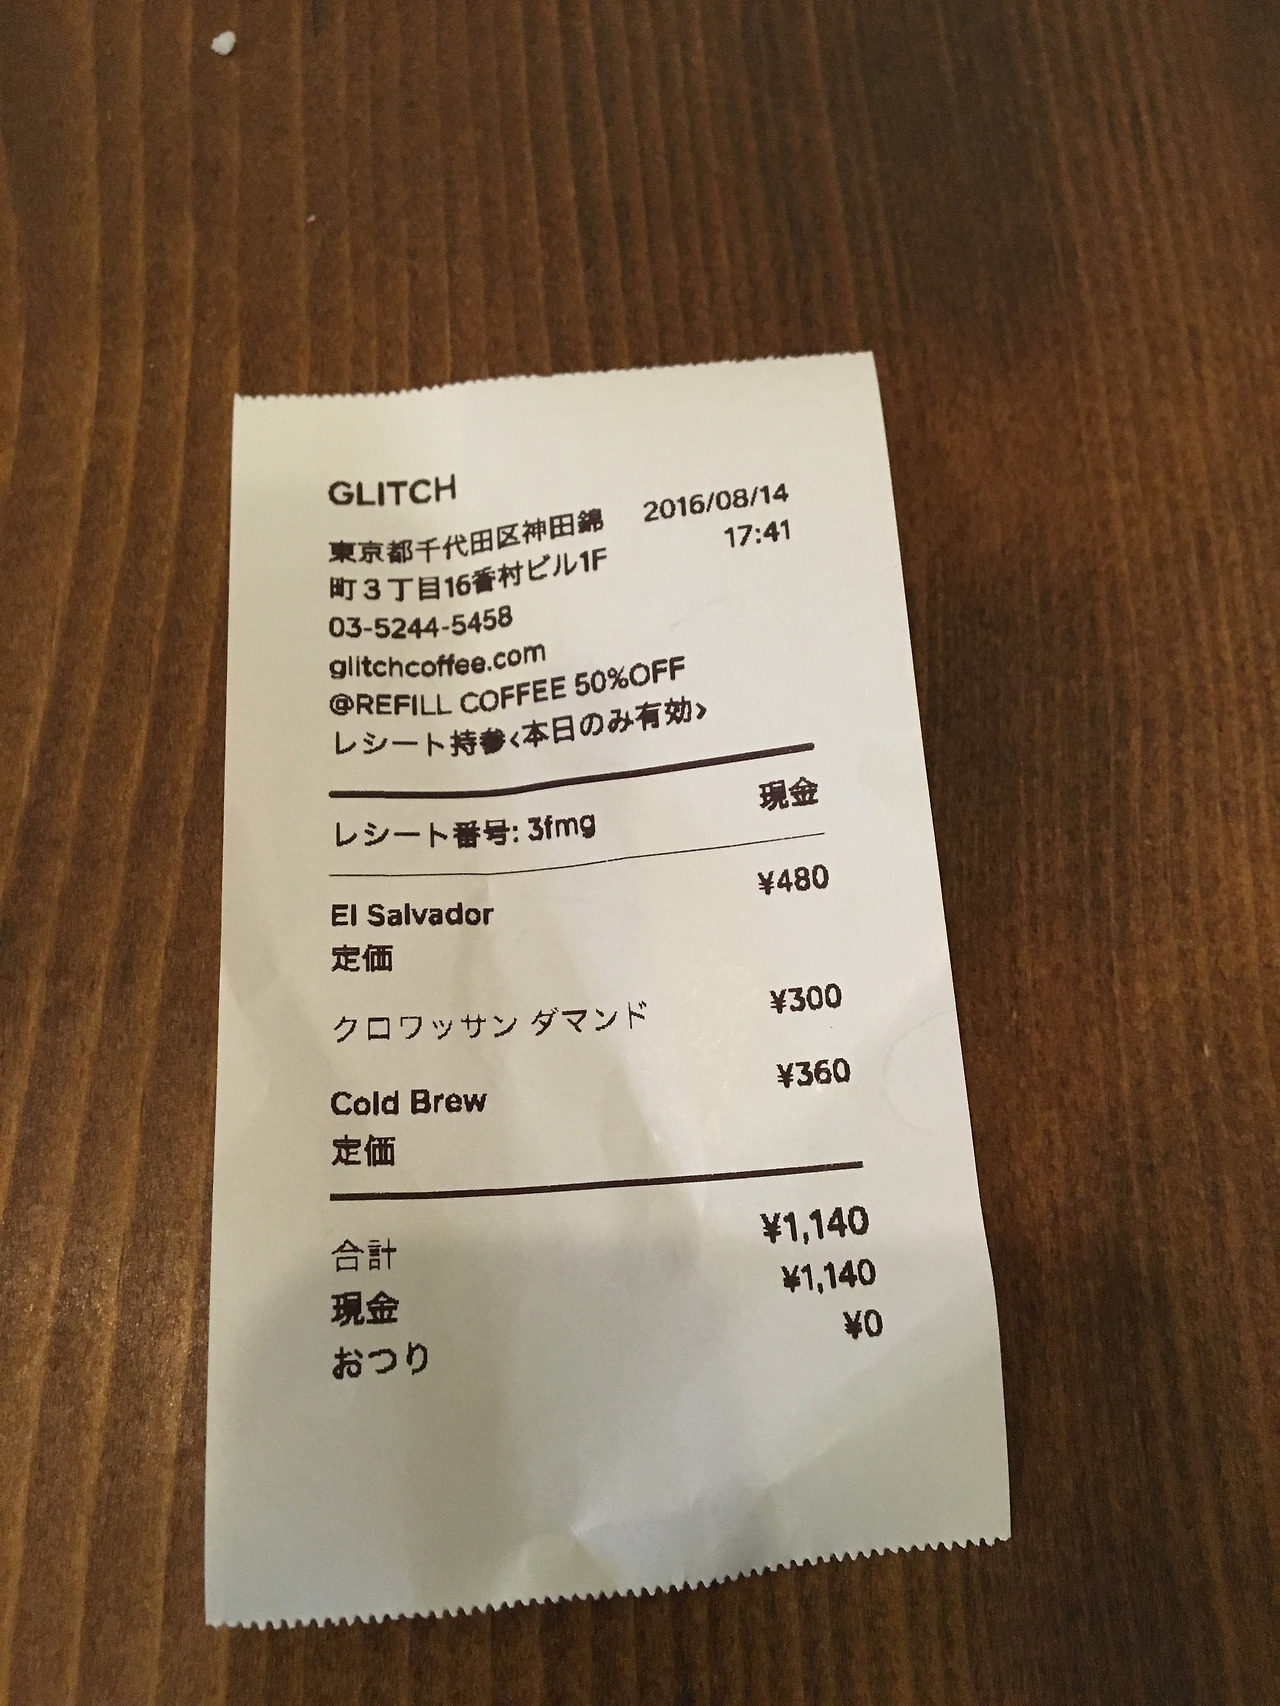 GLITCH
東京都千代田区神田錦 2016/08/14
町３丁目16香村ビル1F 17:41
03-5244-5458
glitchcoffee.com
@REFILL COFFEE 50%OFF
レシート持参<本日のみ有効>
レシート番号: 3fmg 現金
El Salvador ¥480
定価
クロワッサン ダマンド ¥300
Cold Brew ¥360
定価
合計 ¥1,140
現金 ¥1,140
おつり ¥0